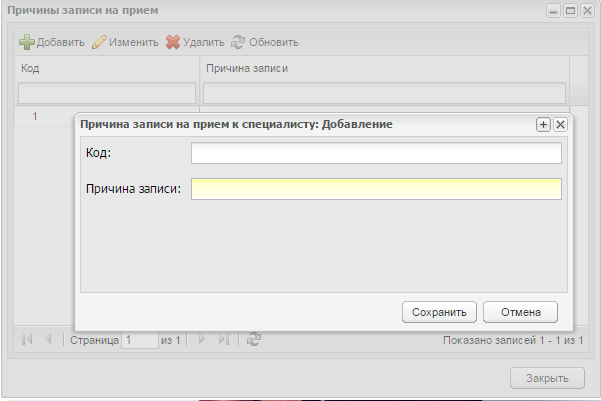 Причины записи на прием
Добавить Изменить Удалить Обновить
Код Причина записи
1
Причина записи на прием к специалисту: Добавление
Код:
Причина записи:
Сохранить Отмена
Страница 1 из 1 Показано записей 1 - 1 из 1
Закрыть